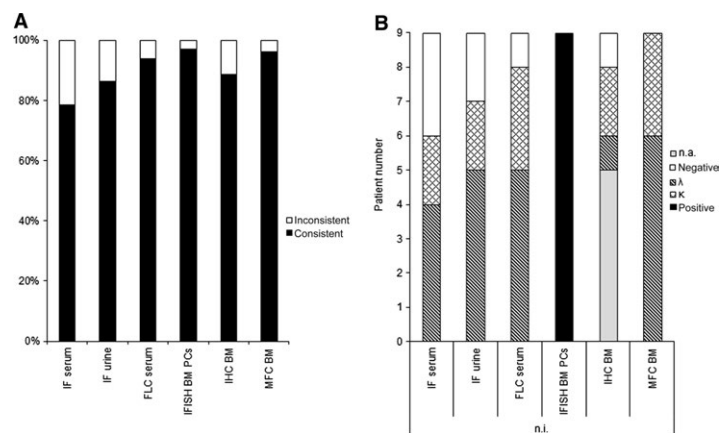 A
100%
80%
60%
40%
20%
0%
IF serum
IF urine
FLC serum
IFISH BM PCs
IHC BM
MFC BM
Inconsistent
Consistent
B
Patient number
9
8
7
6
5
4
3
2
1
0
IF serum
IF urine
FLC serum
IFISH BM PCs
IHC BM
MFC BM
n.i.
n.a.
Negative
λ
κ
Positive